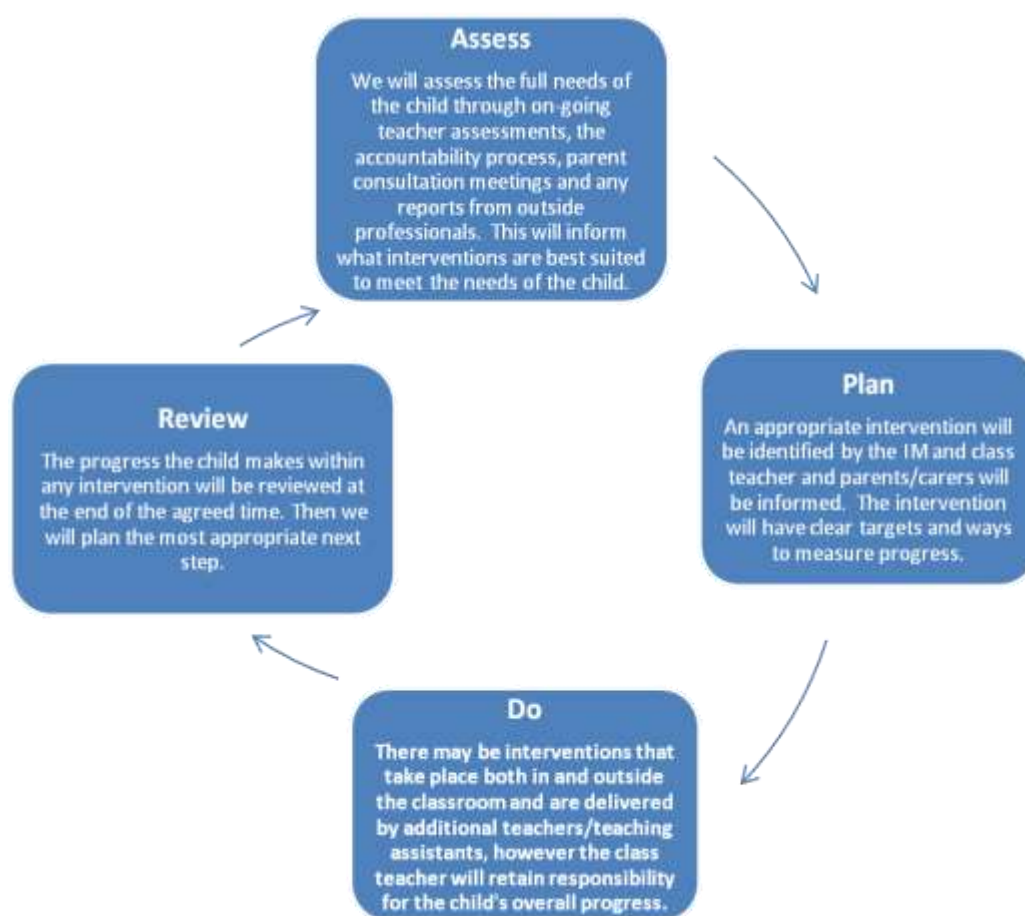 Assess
We will assess the full needs of
the child through on-going
teacher assessments, the
accountability process, parent
consultation meetings and any
reports from outside
professionals. This will inform
what interventions are best suited
to meet the needs of the child.
Plan
An appropriate intervention will
be identified by the IM and class
teacher and parents/carers will
be informed. The intervention
will have clear targets and ways
to measure progress.
Do
There may be interventions that
take place both in and outside
the classroom and are delivered
by additional teachers/teaching
assistants, however the class
teacher will retain responsibility
for the child's overall progress.
Review
The progress the child makes within
any intervention will be reviewed at
the end of the agreed time. Then we
will plan the most appropriate next
step.